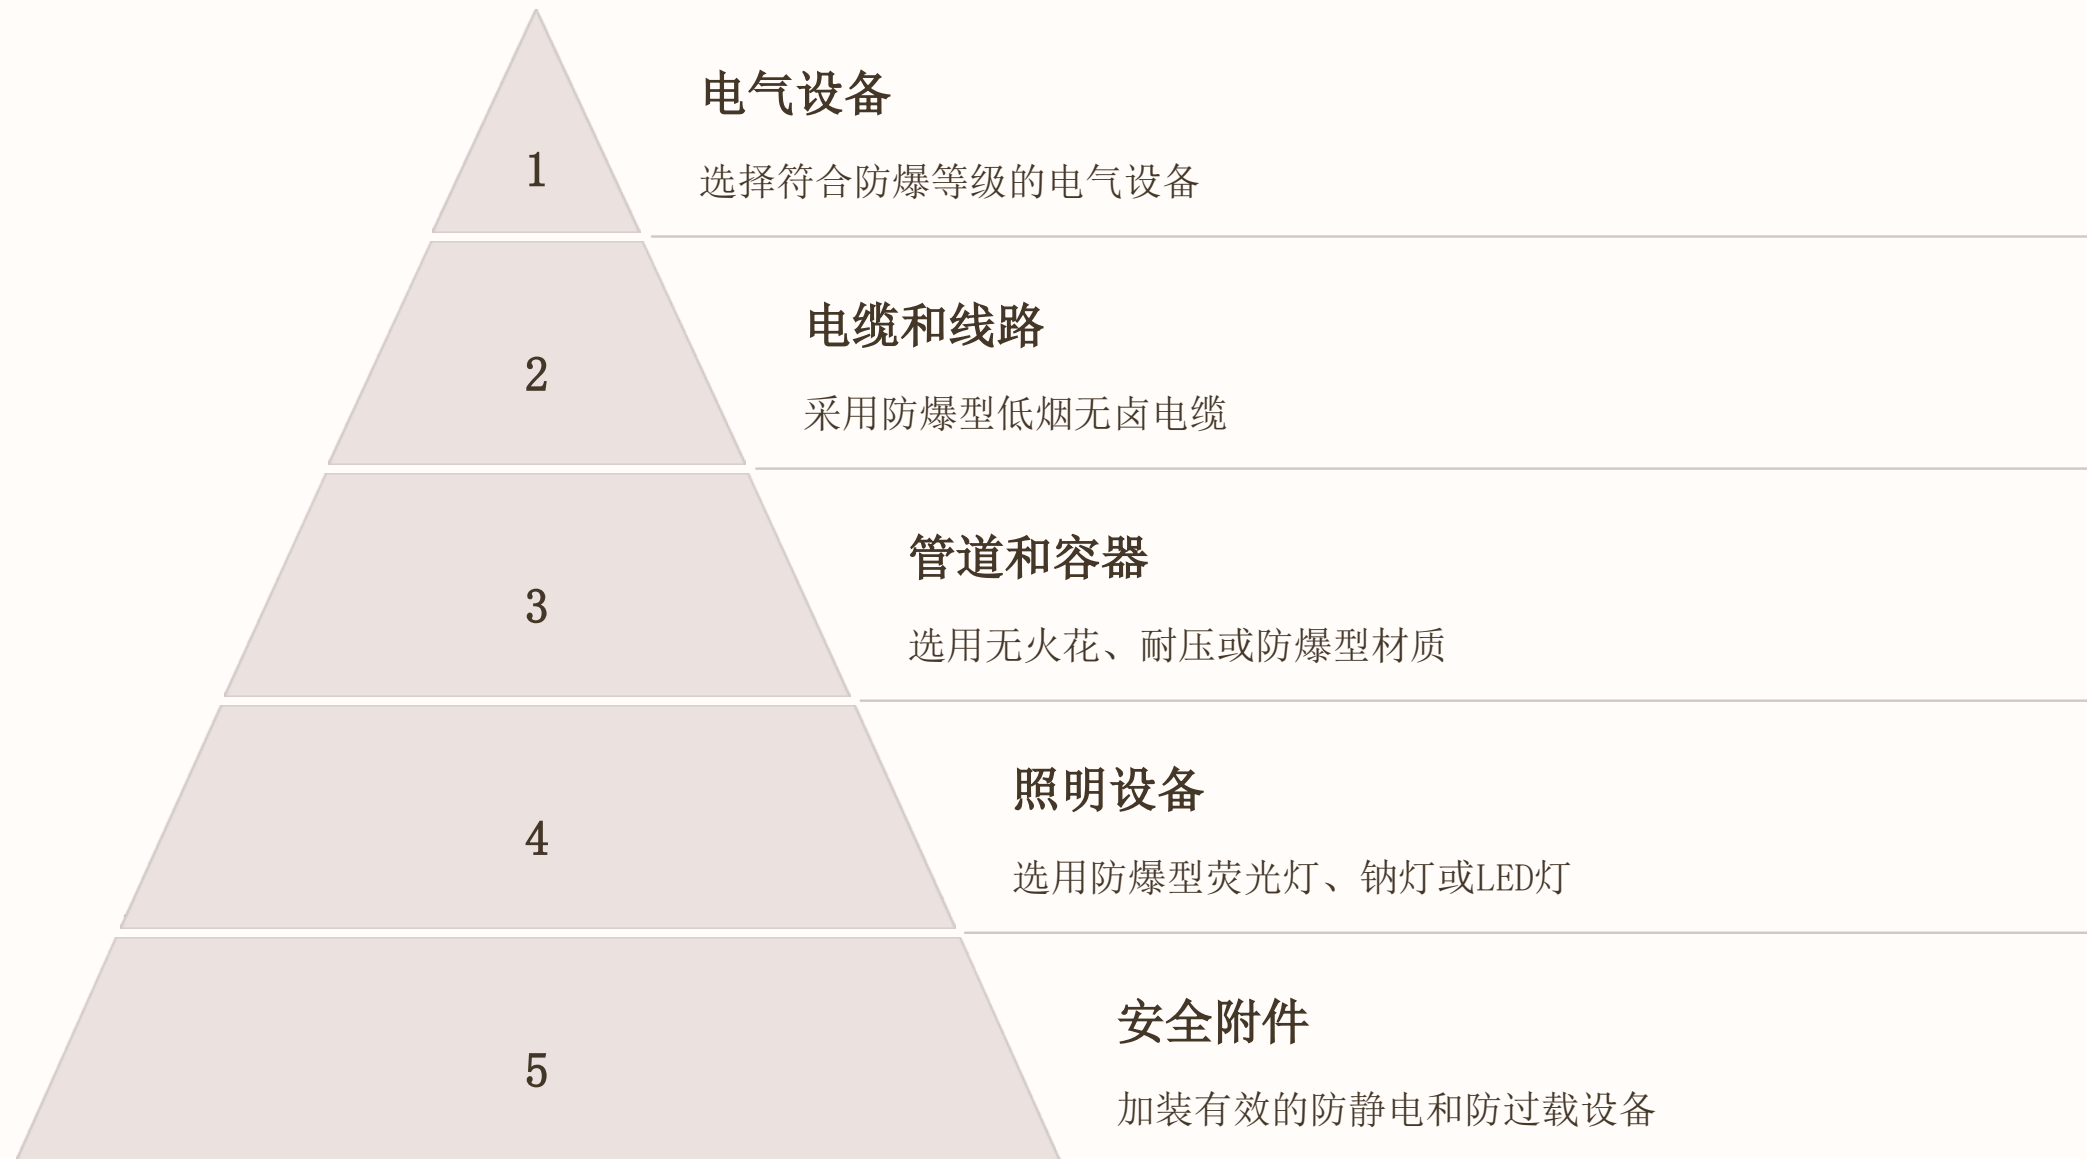 1
电气设备
选择符合防爆等级的电气设备
2
电缆和线路
采用防爆型低烟无卤电缆
3
管道和容器
选用无火花、耐压或防爆型材质
4
照明设备
选用防爆型荧光灯、钠灯或LED灯
5
安全附件
加装有效的防静电和防过载设备